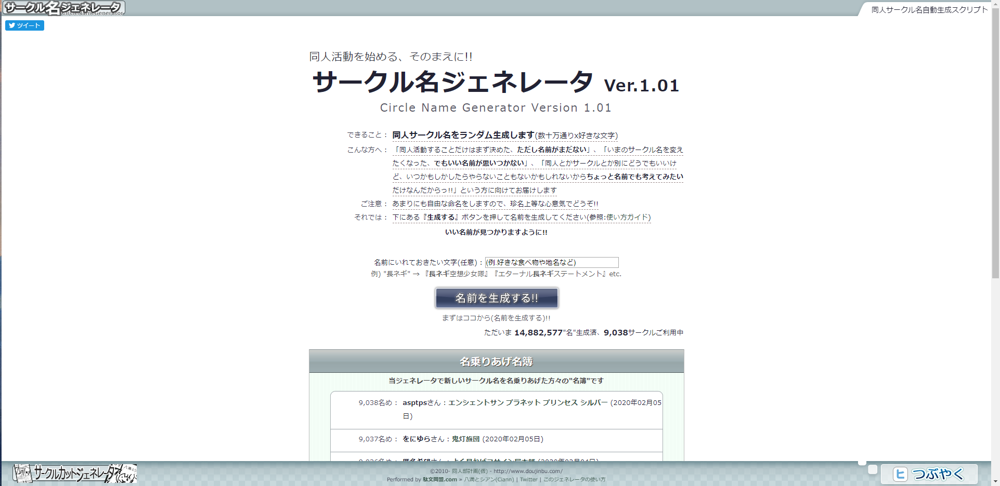 サークル名ジェネレータ
CircleNameGenerator
同人サークル名自動生成スクリプト
ツイート
同人活動を始める、そのまえに!!
サークル名ジェネレータ Ver.1.01
Circle Name Generator Version 1.01
できること： 同人サークル名をランダム生成します(数十万通りx好きな文字)
こんな方へ： 「同人活動することだけはまず決めた、ただし名前がまだない」、「いまのサークル名を変え
たくなった、でもいい名前が思いつかない」、「同人とかサークルとか別にどうでもいいけ
ど、いつかもしかしたらやらないこともないかもしれないからちょっと名前でも考えてみたい
だけなんだからっ!!」という方に向けてお届けします
ご注意： あまりにも自由な命名をしますので、珍名上等な心意気でどうぞ!!
それでは： 下にある『生成する』ボタンを押して名前を生成してください(参照:使い方ガイド)
いい名前が見つかりますように!!
名前にいれておきたい文字(任意)： (例.好きな食べ物や地名など)
例) "長ネギ" → 『長ネギ空想少女隊』『エターナル長ネギステートメント』etc.
名前を生成する!!
まずはココから(名前を生成する)!!
ただいま 14,882,577"名"生成済、9,038サークルご利用中
名乗りあげ名簿
当ジェネレータで新しいサークル名を名乗りあげた方々の"名簿"です
9,038名め： asptpsさん：エンシェントサン プラネット プリンセス シルバー (2020年02月05
日)
9,037名め： をにゆらさん：鬼灯旅団 (2020年02月05日)
サークルカットジェネレータ
©2010- 同人部計画(仮) - http://www.doujinbu.com/
Performed by 駄文同盟.com » 八満とシアン(Ciann) | Twitter | このジェネレータの使い方
つぶやく